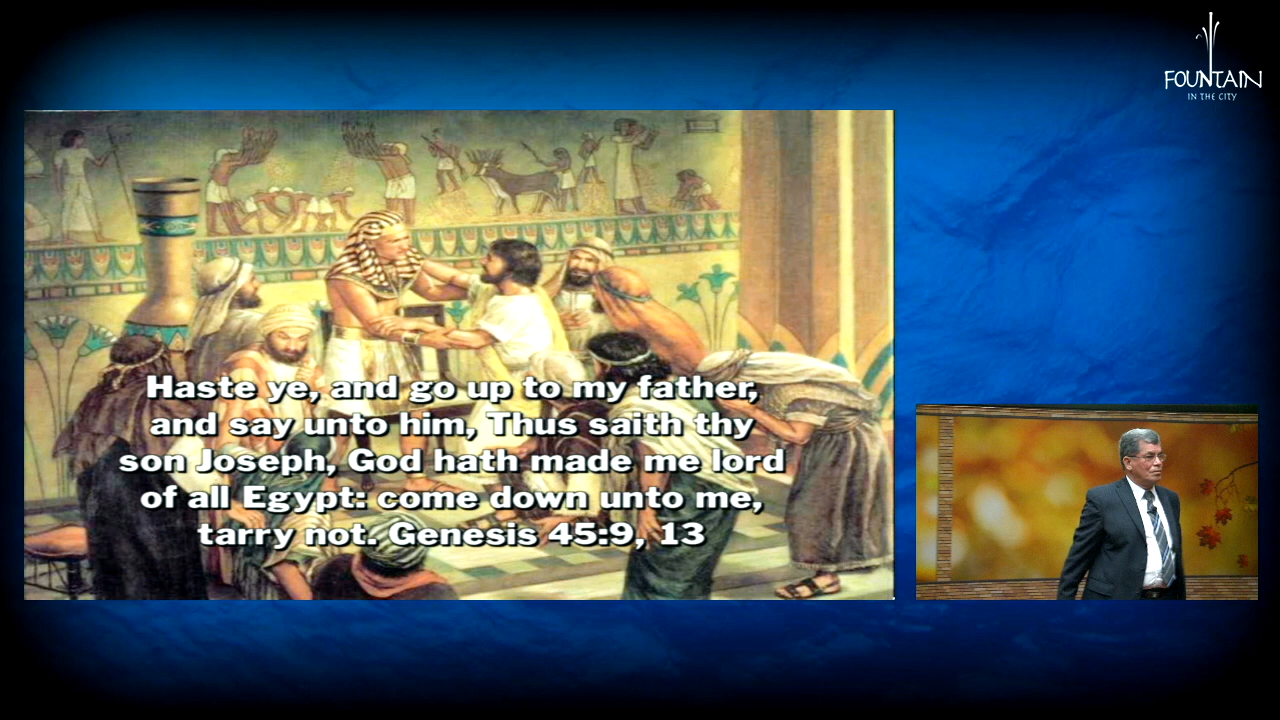 FOUNTAIN
IN THE CITY
Haste ye, and go up to my father,
and say unto him, Thus saith thy
son Joseph, God hath made me lord
of all Egypt: come down unto me,
tarry not. Genesis 45:9, 13